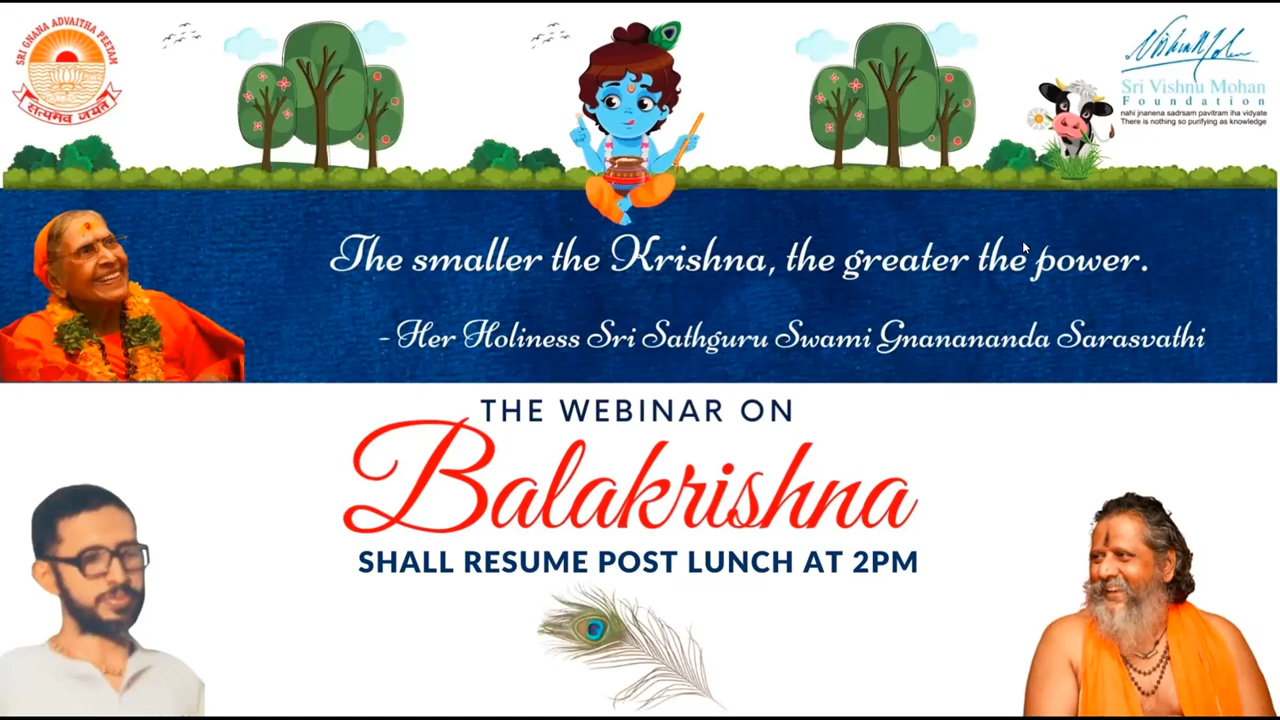 SRI GNANA ADVAITHA PEETAM
सत्यमेव जयते
Sri Vishnu Mohan
Foundation
nahi jnanena sadrsam pavitram iha vidyate
There is nothing so purifying as knowledge
The smaller the Krishna, the greater the power.
- Her Holiness Sri Sathguru Swami Gnanananda Sarasvathi
THE WEBINAR ON
Balakrishna
SHALL RESUME POST LUNCH AT 2PM